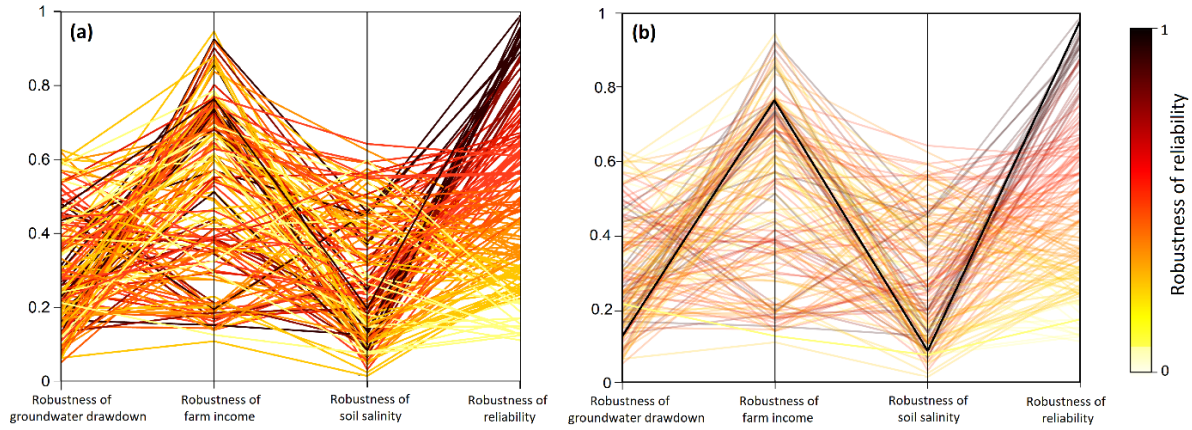 (a)
1
0.8
0.6
0.4
0.2
0
Robustness of
groundwater drawdown
Robustness of
farm income
Robustness of
soil salinity
Robustness of
reliability
(b)
1
0.8
0.6
0.4
0.2
0
Robustness of
groundwater drawdown
Robustness of
farm income
Robustness of
soil salinity
Robustness of
reliability
1
Robustness of reliability
0